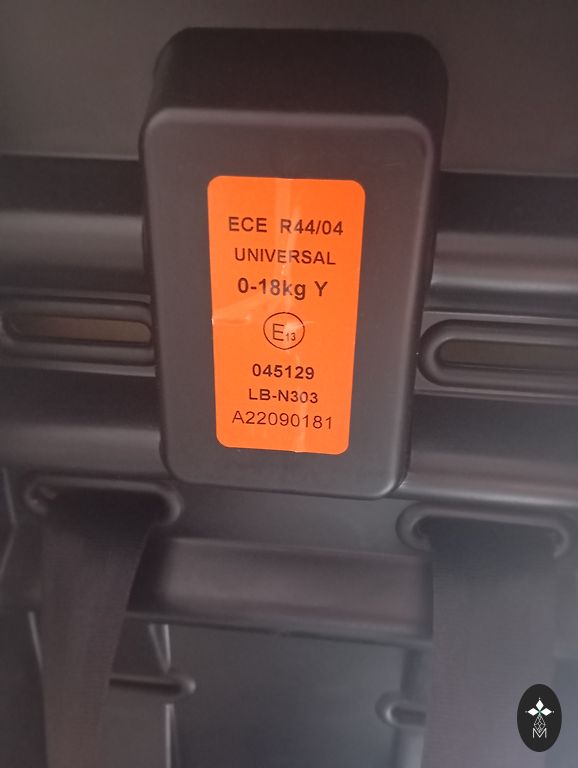 ECE R44/04
UNIVERSAL
0-18kg Y
E13
045129
LB-N303
A22090181
M